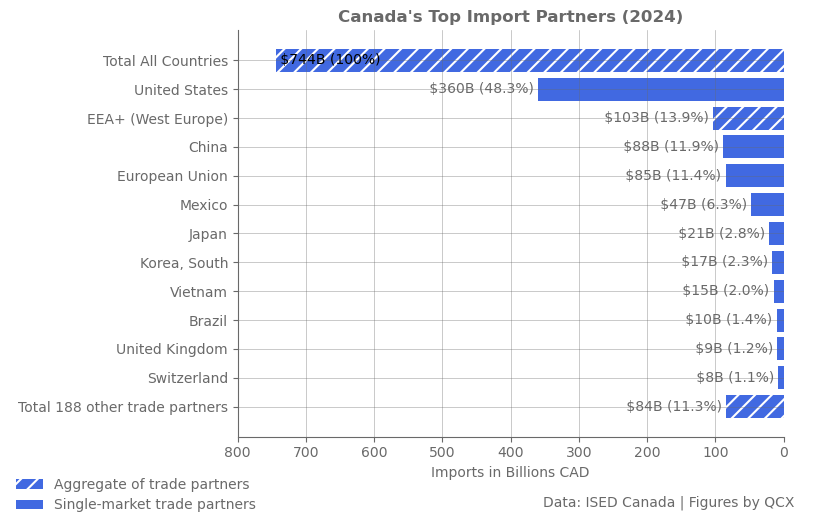 Canada's Top Import Partners (2024)
Total All Countries $744B (100%)
United States $360B (48.3%)
EEA+ (West Europe) $103B (13.9%)
China $88B (11.9%)
European Union $85B (11.4%)
Mexico $47B (6.3%)
Japan $21B (2.8%)
Korea, South $17B (2.3%)
Vietnam $15B (2.0%)
Brazil $10B (1.4%)
United Kingdom $9B (1.2%)
Switzerland $8B (1.1%)
Total 188 other trade partners $84B (11.3%)
800 700 600 500 400 300 200 100 0
Imports in Billions CAD
Aggregate of trade partners
Single-market trade partners
Data: ISED Canada | Figures by QCX